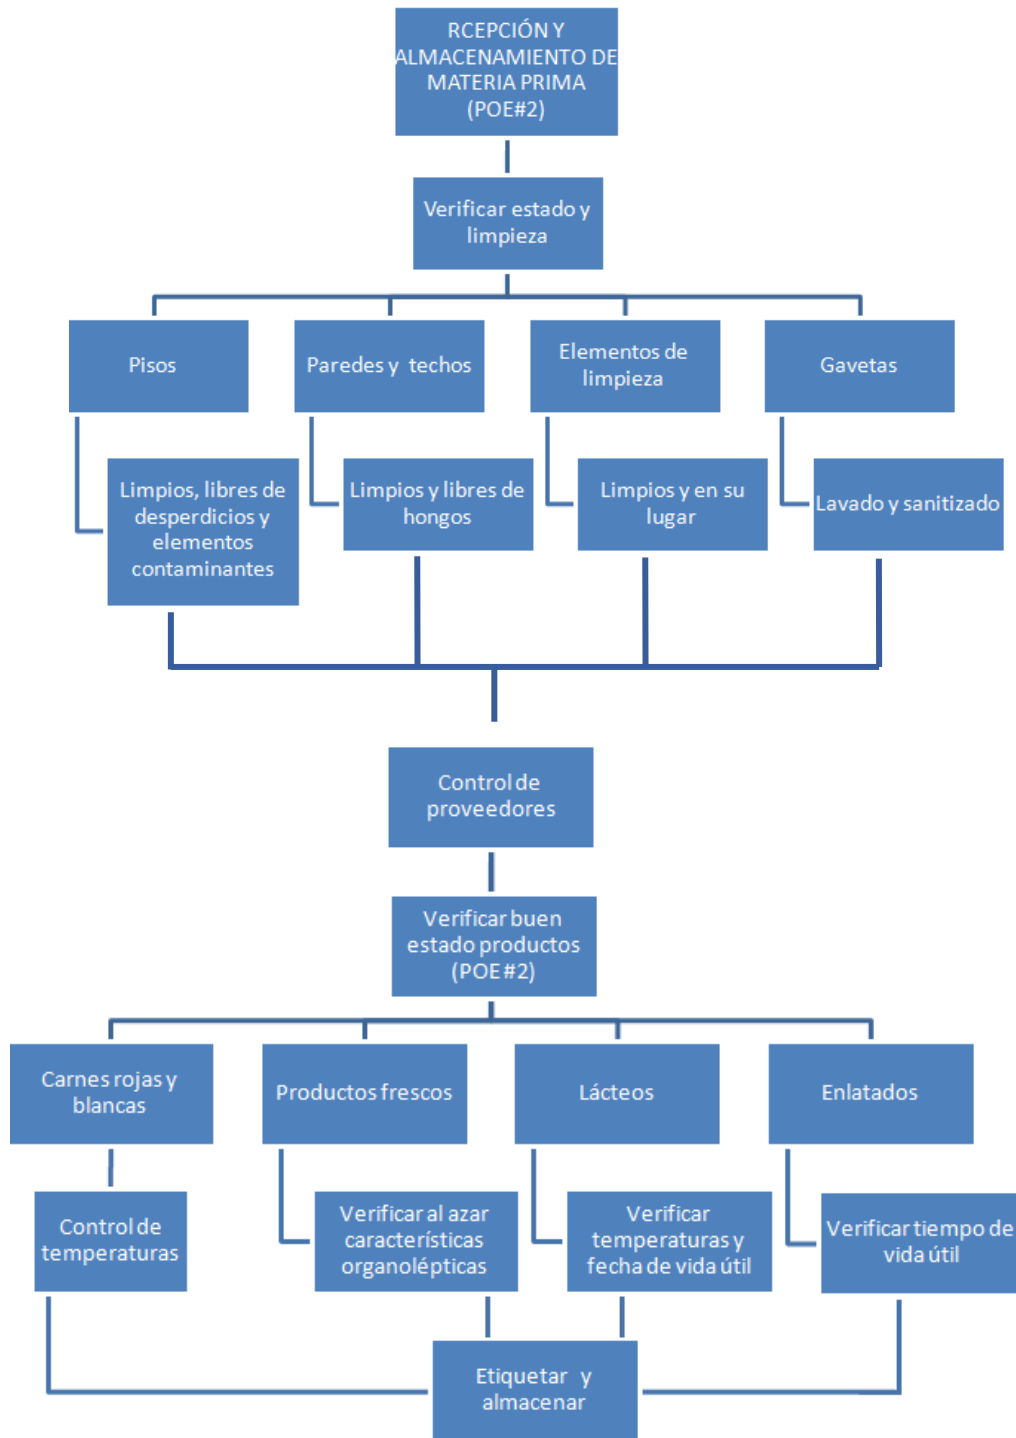 RCEPCIÓN Y
ALMACENAMIENTO DE
MATERIA PRIMA
(POE#2)
Verificar estado y
limpieza
Pisos
Paredes y techos
Elementos de
limpieza
Gavetas
Limpios, libres de
desperdicios y
elementos
contaminantes
Limpios y libres de
hongos
Limpios y en su
lugar
Lavado y sanitizado
Control de
proveedores
Verificar buen
estado productos
(POE #2)
Carnes rojas y
blancas
Productos frescos
Lácteos
Enlatados
Control de
temperaturas
Verificar al azar
características
organolépticas
Verificar
temperaturas y
fecha de vida útil
Verificar tiempo de
vida útil
Etiquetar y
almacenar